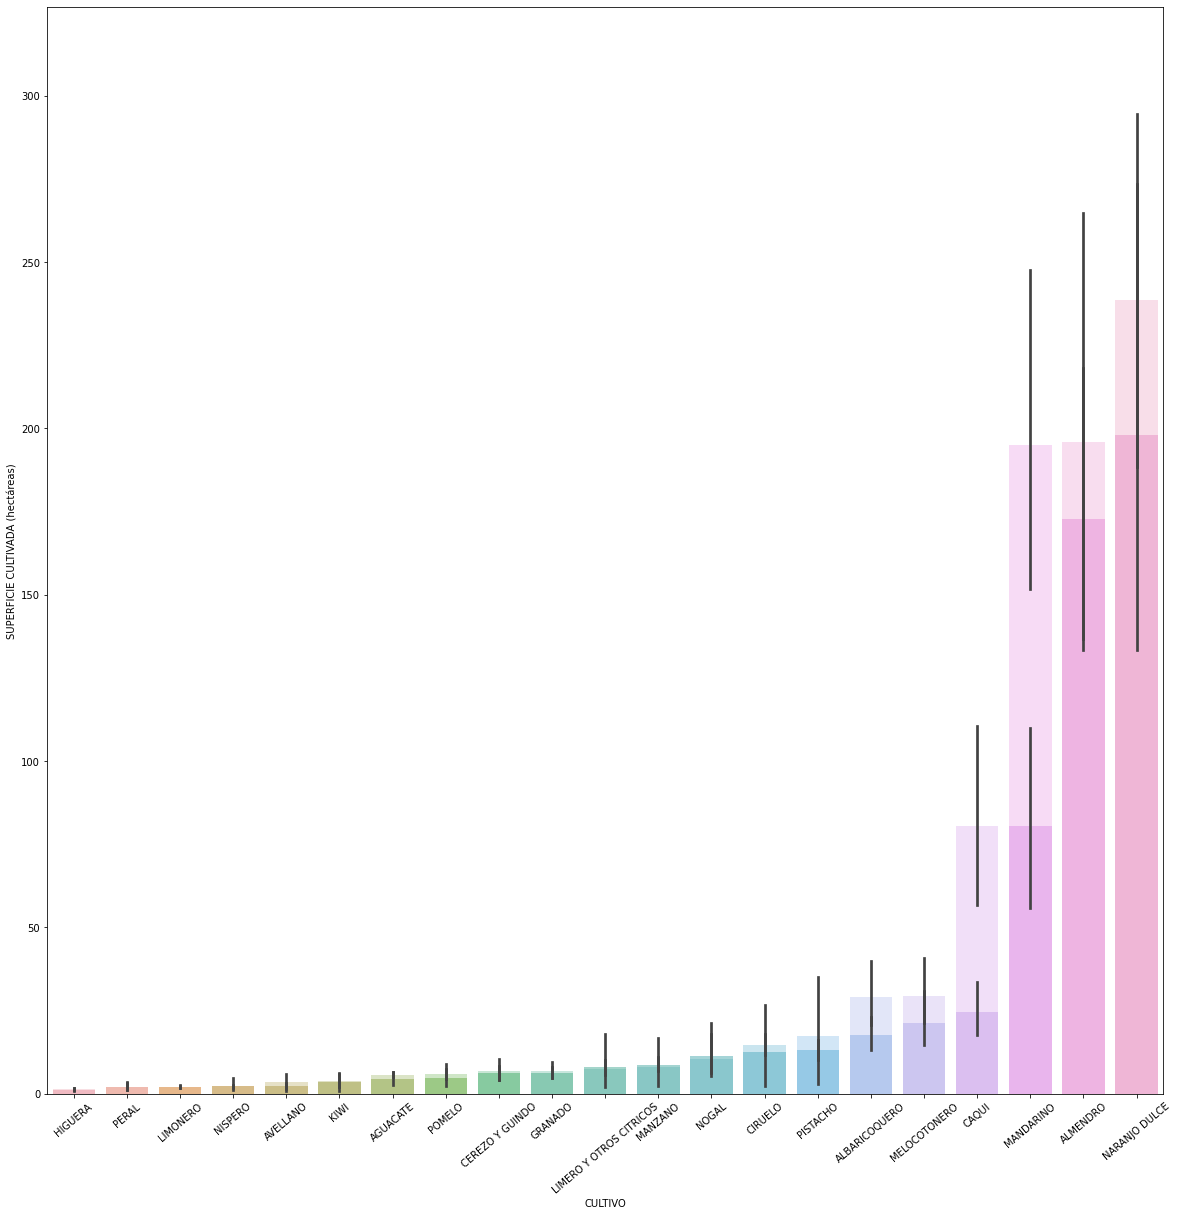 300
250
200
150
100
50
0
SUPERFICIE CULTIVADA (hectáreas)
HIGUERA
PERAL
LIMONERO
NISPERO
AVELLANO
KIWI
AGUACATE
POMELO
CEREZO Y GUINDO
GRANADO
LIMERO Y OTROS CITRICOS
MANZANO
NOGAL
CIRUELO
PISTACHO
ALBARICOQUERO
MELOCOTONERO
CAQUI
MANDARINO
ALMENDRO
NARANJO DULCE
CULTIVO